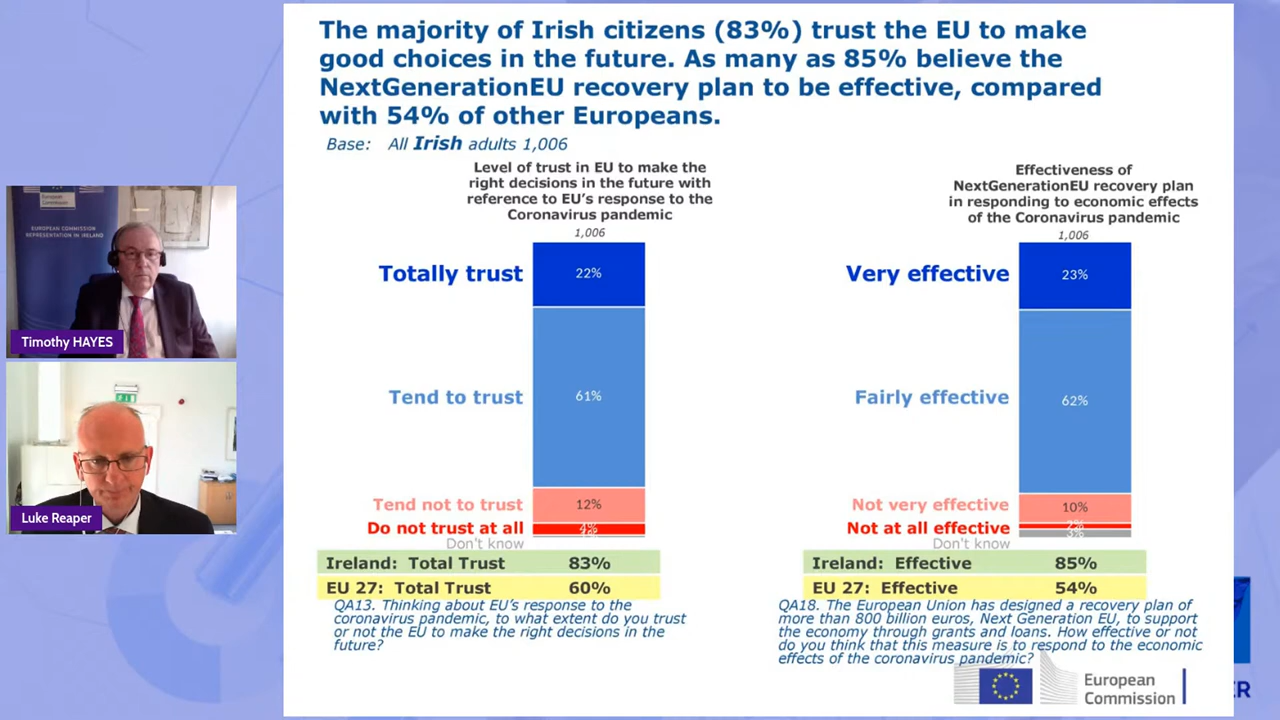 The majority of Irish citizens (83%) trust the EU to make
good choices in the future. As many as 85% believe the
NextGenerationEU recovery plan to be effective, compared
with 54% of other Europeans.
Base: All Irish adults 1,006
Level of trust in EU to make the
right decisions in the future with
reference to EU’s response to the
Coronavirus pandemic
1,006
Totally trust 22%
Tend to trust 61%
Tend not to trust 12%
Do not trust at all 4%
Don't know
Ireland: Total Trust 83%
EU 27: Total Trust 60%
QA13. Thinking about EU’s response to the
coronavirus pandemic, to what extent do you trust
or not the EU to make the right decisions in the
future?
Effectiveness of
NextGenerationEU recovery plan
in responding to economic effects
of the Coronavirus pandemic
1,006
Very effective 23%
Fairly effective 62%
Not very effective 10%
Not at all effective 2%
Don't know 3%
Ireland: Effective 85%
EU 27: Effective 54%
QA18. The European Union has designed a recovery plan of
more than 800 billion euros, Next Generation EU, to support
the economy through grants and loans. How effective or not
do you think that this measure is to respond to the economic
effects of the coronavirus pandemic?
European
Commission
European
Commission
EUROPEAN COMMISSION
REPRESENTATION IN IRELAND
Timothy HAYES
Luke Reaper
ER